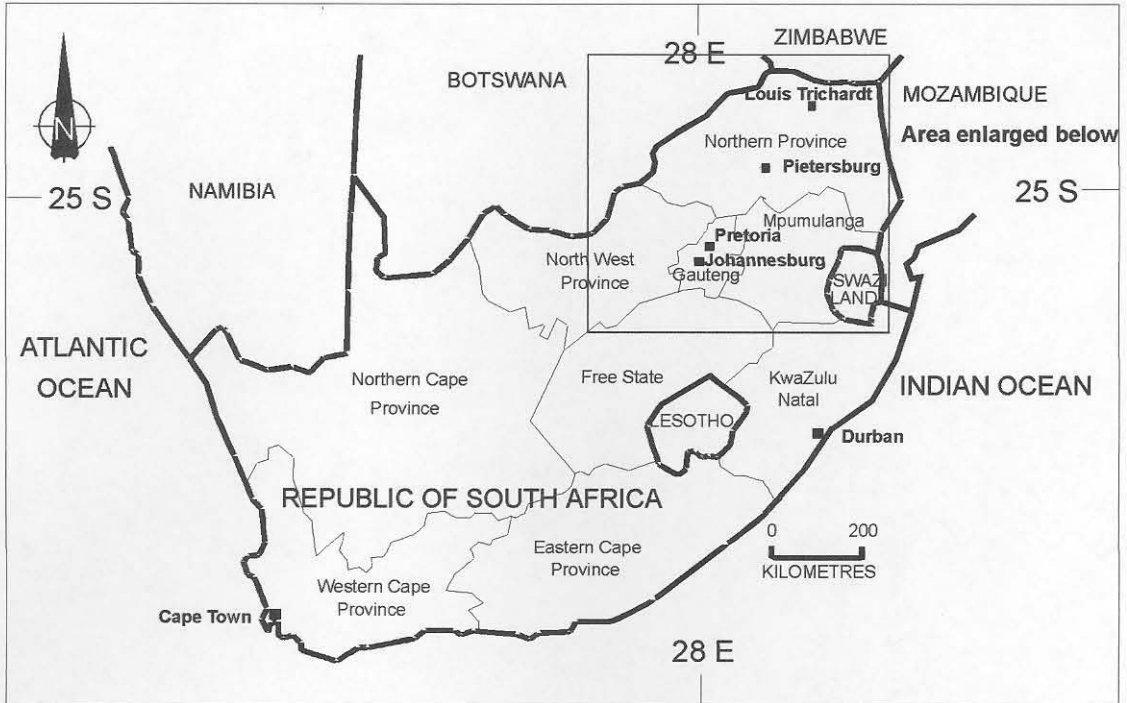 ZIMBABWE
28 E
BOTSWANA
Louis Trichardt
MOZAMBIQUE
Area enlarged below
N
Northern Province
Pietersburg
NAMIBIA
25 S
25 S
Mpumulanga
Pretoria
North West
Province
Johannesburg
Gauteng
SWAZI
LAND
ATLANTIC
OCEAN
Northern Cape
Province
Free State
KwaZulu
Natal
INDIAN OCEAN
LESOTHO
Durban
REPUBLIC OF SOUTH AFRICA
0 200
KILOMETRES
Eastern Cape
Province
Western Cape
Province
Cape Town
28 E